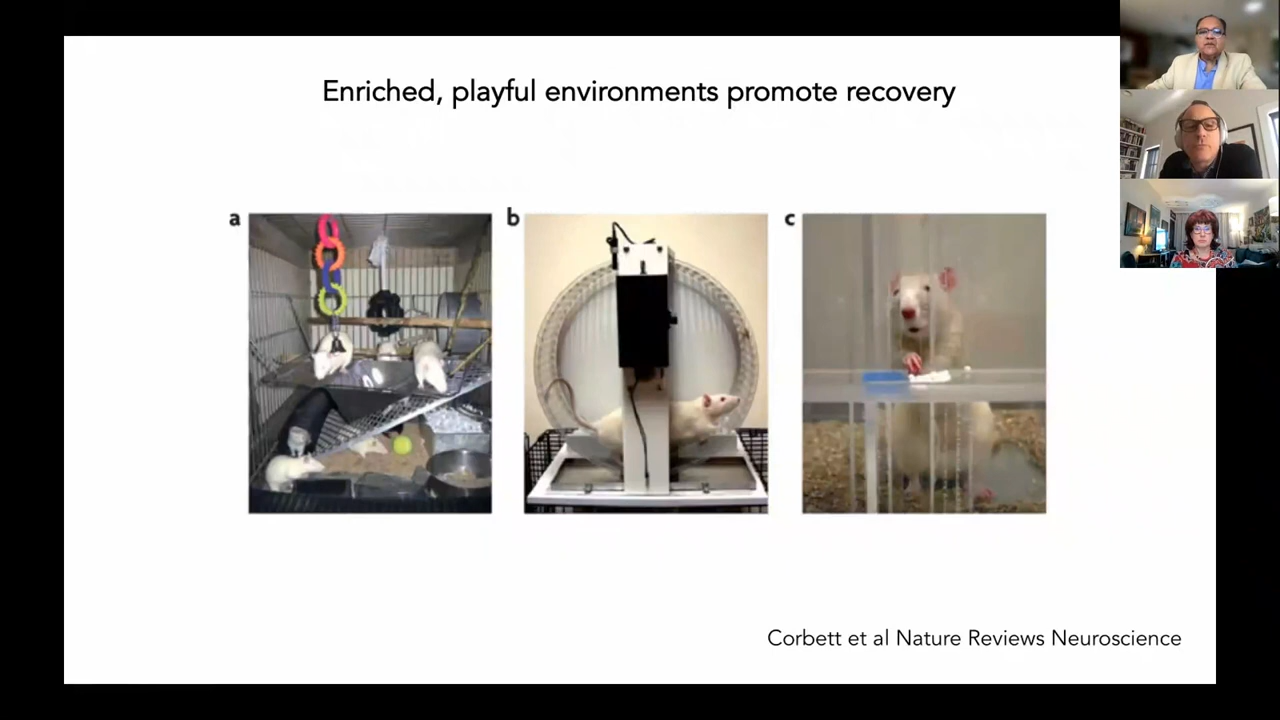 Enriched, playful environments promote recovery
a
b
c
Corbett et al Nature Reviews Neuroscience